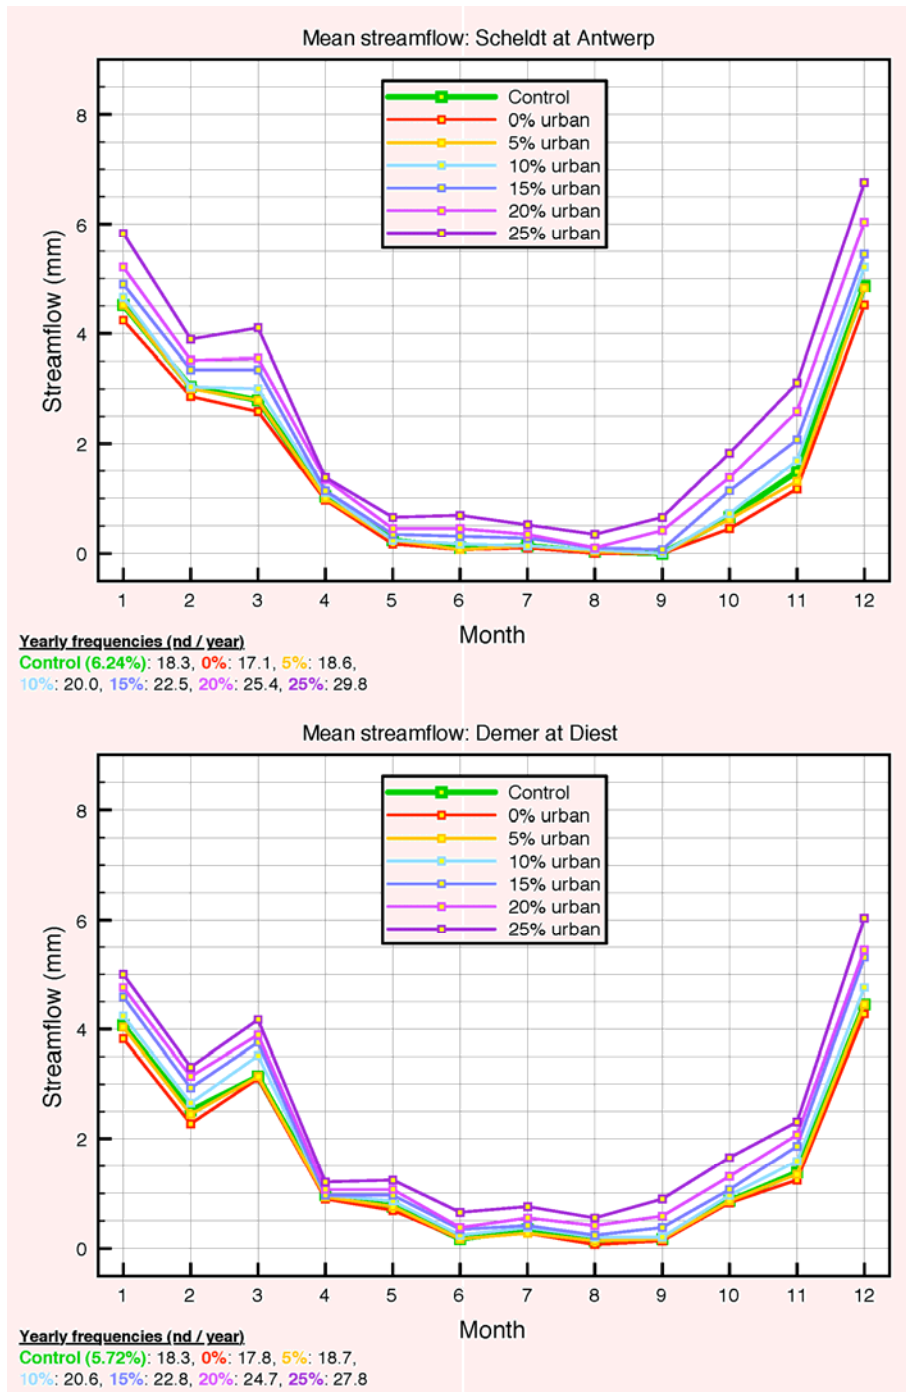 Mean streamflow: Scheldt at Antwerp
Control
0% urban
5% urban
10% urban
15% urban
20% urban
25% urban
Streamflow (mm)
8
6
4
2
0
1 2 3 4 5 6 7 8 9 10 11 12
Month
Yearly frequencies (nd / year)
Control (6.24%): 18.3, 0%: 17.1, 5%: 18.6,
10%: 20.0, 15%: 22.5, 20%: 25.4, 25%: 29.8
Mean streamflow: Demer at Diest
Control
0% urban
5% urban
10% urban
15% urban
20% urban
25% urban
Streamflow (mm)
8
6
4
2
0
1 2 3 4 5 6 7 8 9 10 11 12
Month
Yearly frequencies (nd / year)
Control (5.72%): 18.3, 0%: 17.8, 5%: 18.7,
10%: 20.6, 15%: 22.8, 20%: 24.7, 25%: 27.8